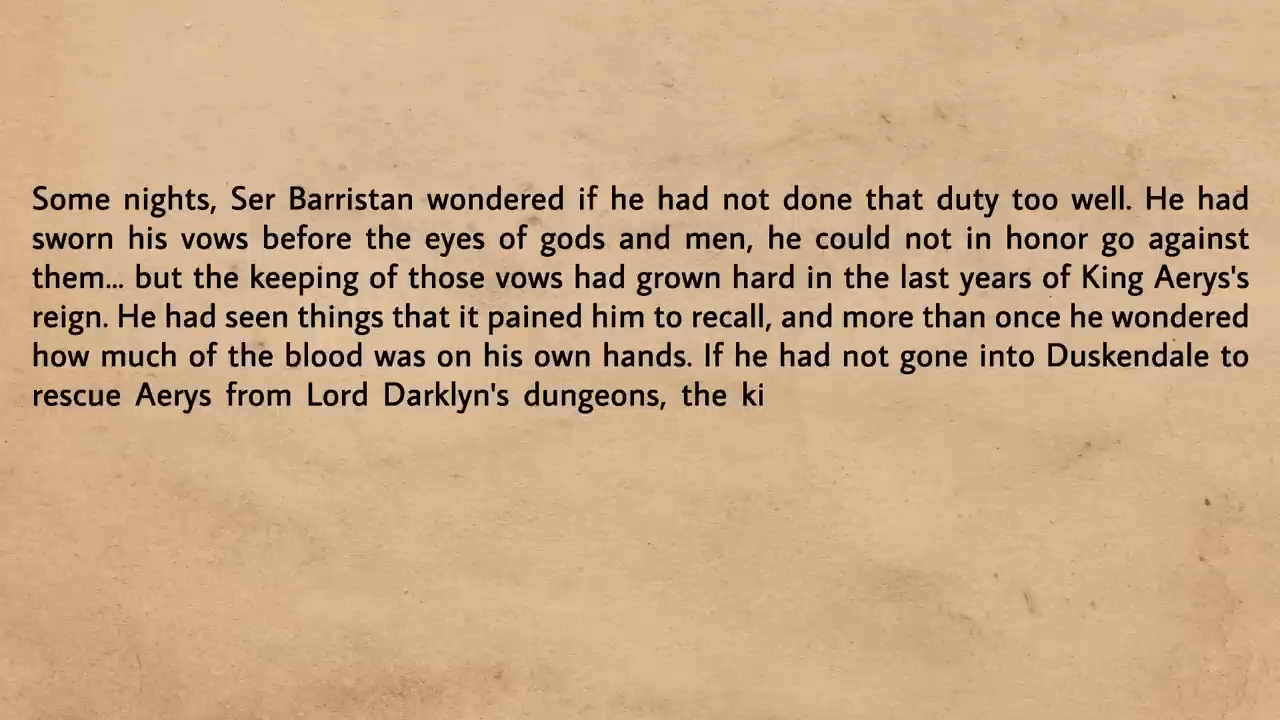 Some nights, Ser Barristan wondered if he had not done that duty too well. He had
sworn his vows before the eyes of gods and men, he could not in honor go against
them... but the keeping of those vows had grown hard in the last years of King Aerys's
reign. He had seen things that it pained him to recall, and more than once he wondered
how much of the blood was on his own hands. If he had not gone into Duskendale to
rescue Aerys from Lord Darklyn's dungeons, the ki